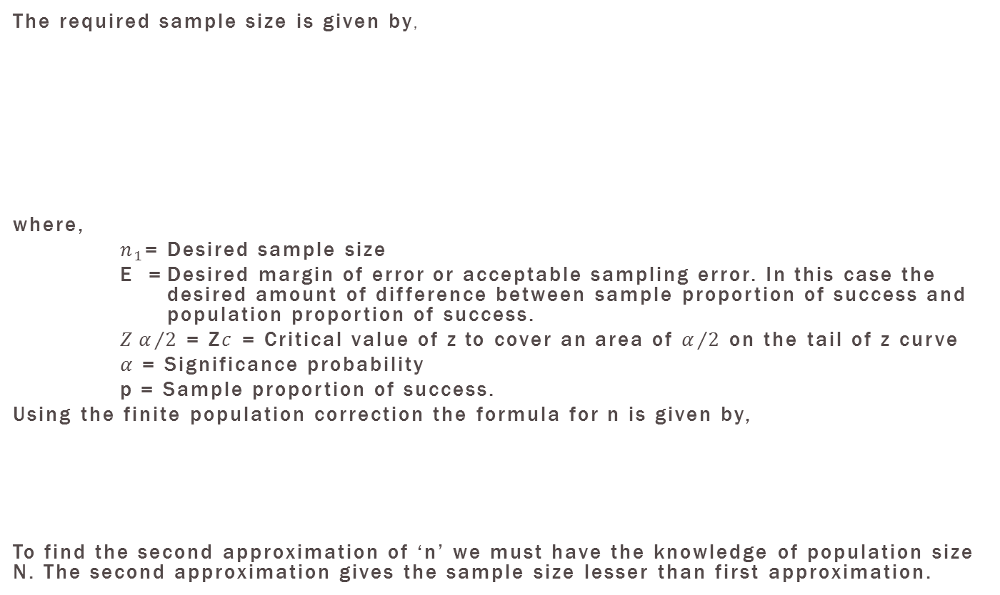 The required sample size is given by,
where,
n₁ = Desired sample size
E = Desired margin of error or acceptable sampling error. In this case the
desired amount of difference between sample proportion of success and
population proportion of success.
Z α/2 = Zc = Critical value of z to cover an area of α/2 on the tail of z curve
α = Significance probability
p = Sample proportion of success.
Using the finite population correction the formula for n is given by,
To find the second approximation of ‘n’ we must have the knowledge of population size
N. The second approximation gives the sample size lesser than first approximation.